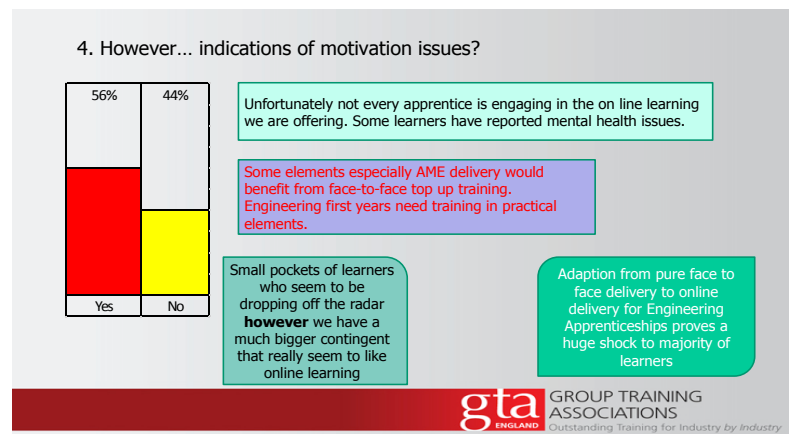 4. However… indications of motivation issues?
56%
44%
Yes
No
Unfortunately not every apprentice is engaging in the on line learning
we are offering. Some learners have reported mental health issues.
Some elements especially AME delivery would
benefit from face-to-face top up training.
Engineering first years need training in practical
elements.
Small pockets of learners
who seem to be
dropping off the radar
however we have a
much bigger contingent
that really seem to like
online learning
Adaption from pure face to
face delivery to online
delivery for Engineering
Apprenticeships proves a
huge shock to majority of
learners
gta
ENGLAND
GROUP TRAINING
ASSOCIATIONS
Outstanding Training for Industry by Industry